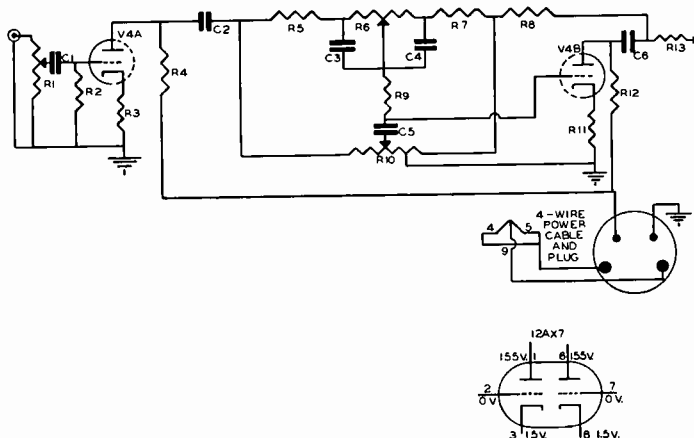 V4A
C2
R5
R6
R7
R8
C1
R1
R2
R3
R4
C3
C4
V4B
C6
R13
R9
R12
C5
R11
R10
4-WIRE
POWER
CABLE
AND
PLUG
4 5
9
12AX7
155V. 1 6 155V.
2
0V
7
0V.
3 1.5V. 8 1.5V.